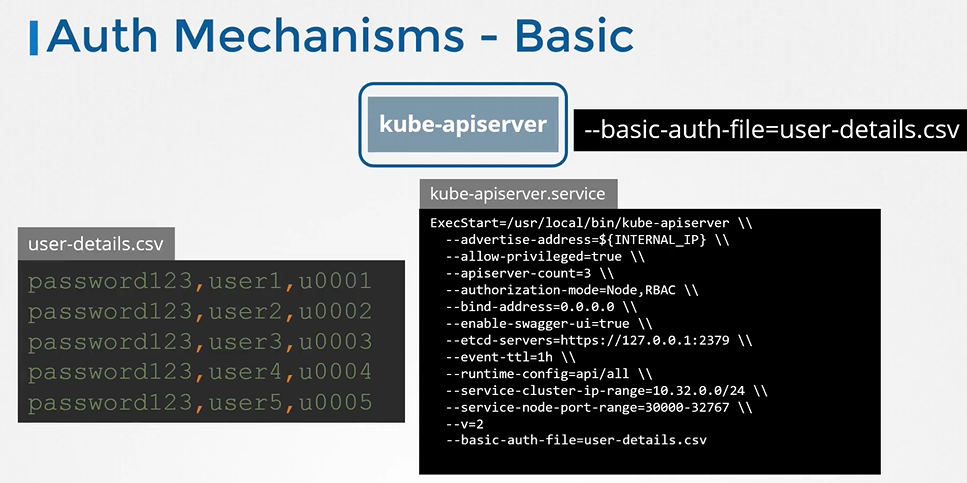 Auth Mechanisms - Basic
kube-apiserver
--basic-auth-file=user-details.csv
user-details.csv
password123,user1,u0001
password123,user2,u0002
password123,user3,u0003
password123,user4,u0004
password123,user5,u0005
kube-apiserver.service
ExecStart=/usr/local/bin/kube-apiserver \\
--advertise-address=${INTERNAL_IP} \\
--allow-privileged=true \\
--apiserver-count=3 \\
--authorization-mode=Node,RBAC \\
--bind-address=0.0.0.0 \\
--enable-swagger-ui=true \\
--etcd-servers=https://127.0.0.1:2379 \\
--event-ttl=1h \\
--runtime-config=api/all \\
--service-cluster-ip-range=10.32.0.0/24 \\
--service-node-port-range=30000-32767 \\
--v=2
--basic-auth-file=user-details.csv